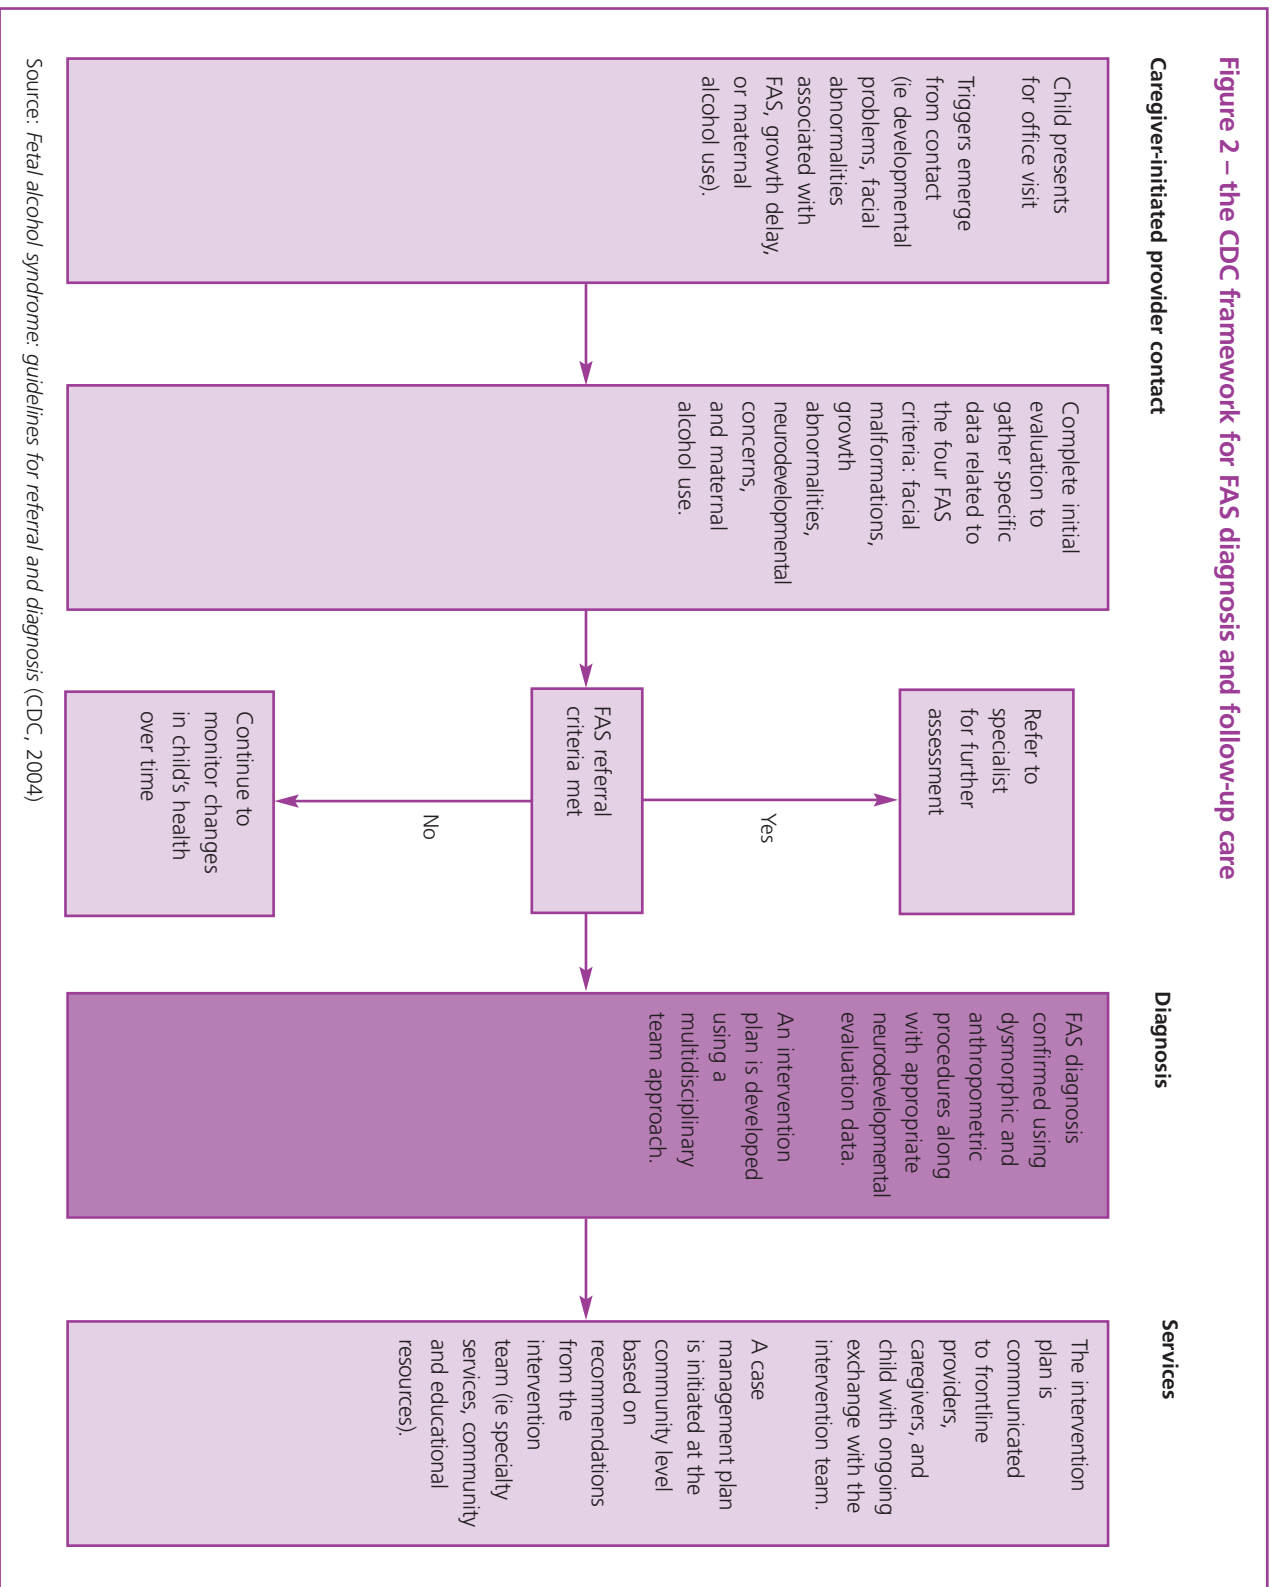 Figure 2 – the CDC framework for FAS diagnosis and follow-up care
Caregiver-initiated provider contact
Child presents
for office visit
Triggers emerge
from contact
(ie developmental
problems, facial
abnormalities
associated with
FAS, growth delay,
or maternal
alcohol use).
Complete initial
evaluation to
gather specific
data related to
the four FAS
criteria: facial
malformations,
growth
abnormalities,
neurodevelopmental
concerns,
and maternal
alcohol use.
Refer to
specialist
for further
assessment
Yes
FAS referral
criteria met
No
Continue to
monitor changes
in child's health
over time
Diagnosis
FAS diagnosis
confirmed using
dysmorphic and
anthropometric
procedures along
with appropriate
neurodevelopmental
evaluation data.
An intervention
plan is developed
using a
multidisciplinary
team approach.
Services
The intervention
plan is
communicated
to frontline
providers,
caregivers, and
child with ongoing
exchange with the
intervention team.
A case
management plan
is initiated at the
community level
based on
recommendations
from the
intervention
team (ie specialty
services, community
and educational
resources).
Source: Fetal alcohol syndrome: guidelines for referral and diagnosis (CDC, 2004)